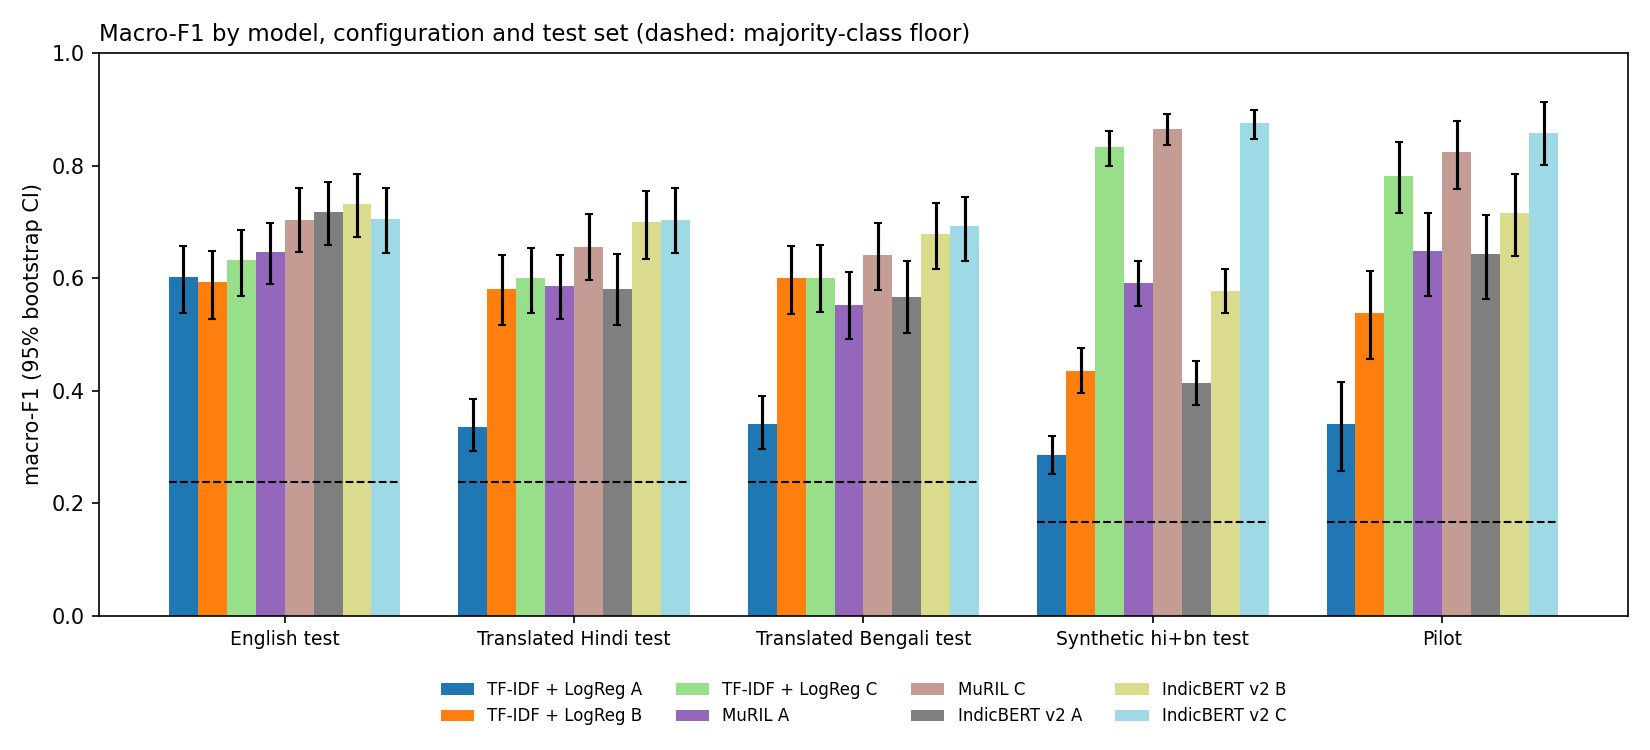 Macro-F1 by model, configuration and test set (dashed: majority-class floor)
macro-F1 (95% bootstrap CI)
1.0
0.8
0.6
0.4
0.2
0.0
English test
Translated Hindi test
Translated Bengali test
Synthetic hi+bn test
Pilot
TF-IDF + LogReg A
TF-IDF + LogReg B
TF-IDF + LogReg C
MuRIL A
MuRIL C
IndicBERT v2 A
IndicBERT v2 B
IndicBERT v2 C